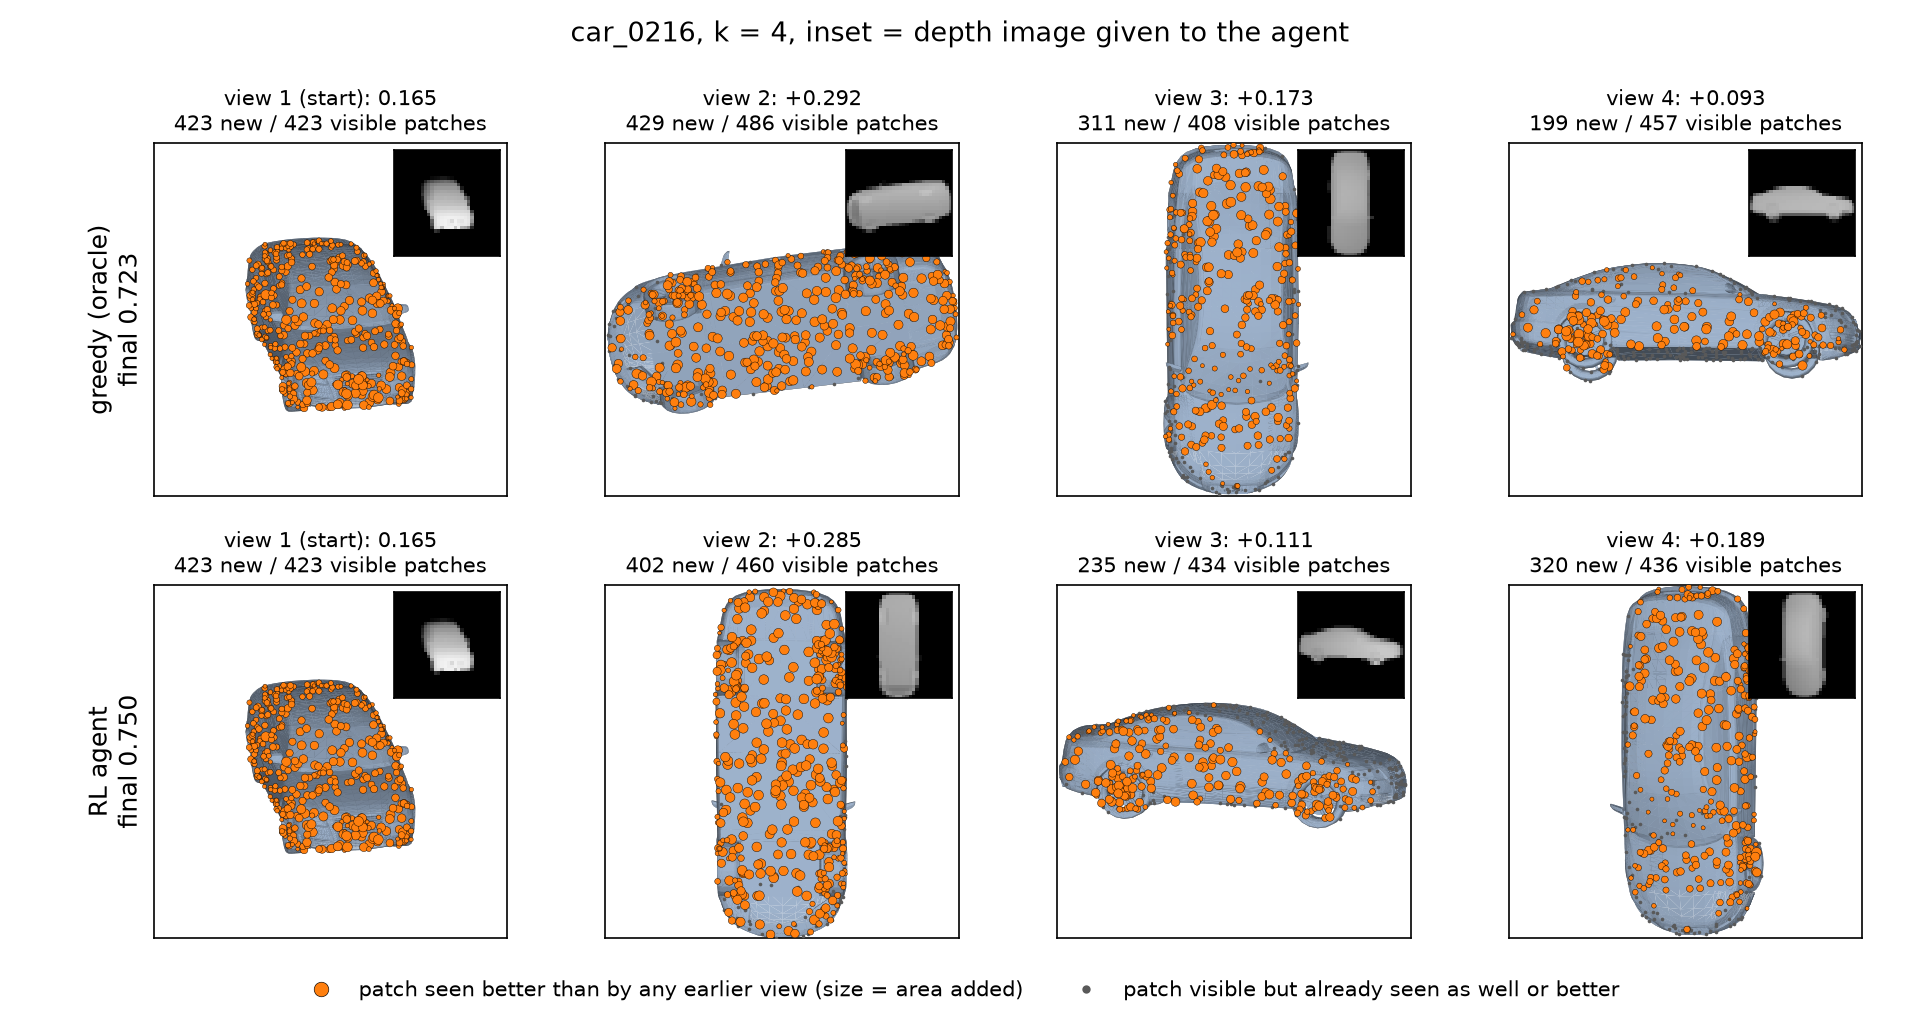 car_0216, k = 4, inset = depth image given to the agent
view 1 (start): 0.165
423 new / 423 visible patches
view 2: +0.292
429 new / 486 visible patches
view 3: +0.173
311 new / 408 visible patches
view 4: +0.093
199 new / 457 visible patches
greedy (oracle)
final 0.723
view 1 (start): 0.165
423 new / 423 visible patches
view 2: +0.285
402 new / 460 visible patches
view 3: +0.111
235 new / 434 visible patches
view 4: +0.189
320 new / 436 visible patches
RL agent
final 0.750
patch seen better than by any earlier view (size = area added)
patch visible but already seen as well or better